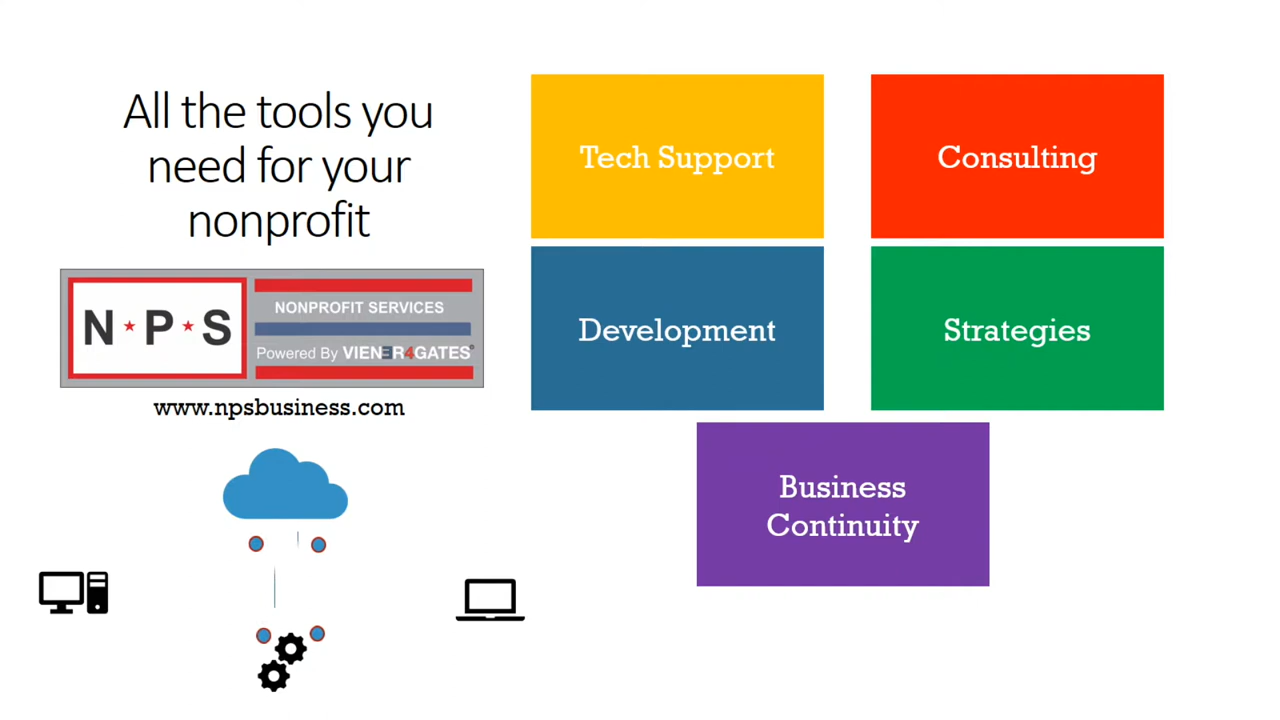 All the tools you
need for your
nonprofit
N★P★S
NONPROFIT SERVICES
Powered By VIENER4GATES
www.npsbusiness.com
Tech Support
Consulting
Development
Strategies
Business
Continuity